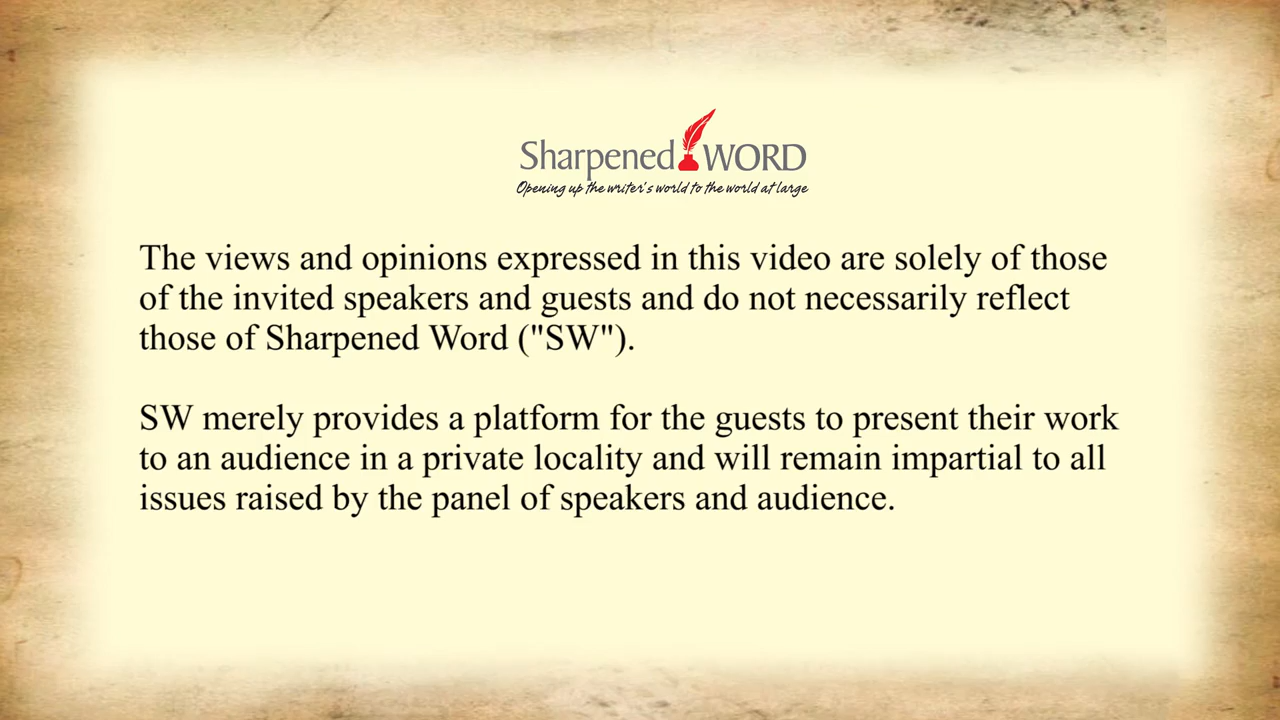 Sharpened WORD
Opening up the writer's world to the world at large
The views and opinions expressed in this video are solely of those
of the invited speakers and guests and do not necessarily reflect
those of Sharpened Word ("SW").
SW merely provides a platform for the guests to present their work
to an audience in a private locality and will remain impartial to all
issues raised by the panel of speakers and audience.